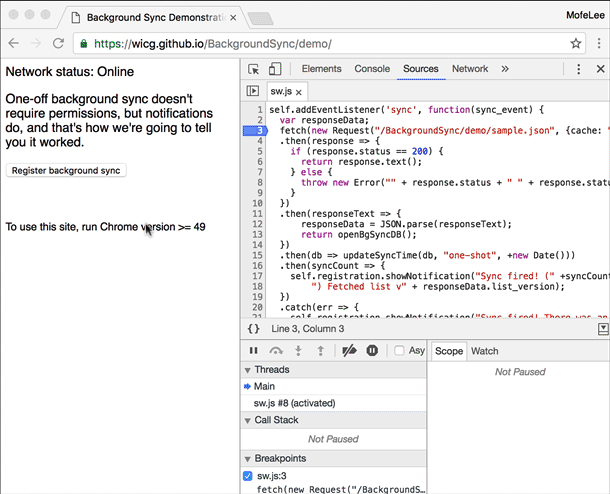 Background Sync Demonstrati
MofeLee
https://wicg.github.io/BackgroundSync/demo/
Network status: Online
One-off background sync doesn't
require permissions, but notifications
do, and that's how we're going to tell
you it worked.
Register background sync
To use this site, run Chrome version >= 49
Elements Console Sources Network »
sw.js
1 self.addEventListener('sync', function(sync_event) {
2 var responseData;
3 fetch(new Request("/BackgroundSync/demo/sample.json", {cache: "
4 .then(response => {
5 if (response.status == 200) {
6 return response.text();
7 } else {
8 throw new Error("" + response.status + " " + response.stat
9 }
10 })
11 .then(responseText => {
12 responseData = JSON.parse(responseText);
13 return openBgSyncDB();
14 })
15 .then(db => updateSyncTime(db, "one-shot", +new Date()))
16 .then(syncCount => {
17 self.registration.showNotification("Sync fired! (" +syncCoun
18 ") Fetched list v" + responseData.list_version);
19 })
20 .catch(err => {
21 self.registration.showNotification("Sync fired! There was an
{} Line 3, Column 3
Asy
Scope Watch
Threads
Main
sw.js #8 (activated)
Call Stack
Not Paused
Breakpoints
sw.js:3
fetch(new Request("/BackgroundS...
Not Paused